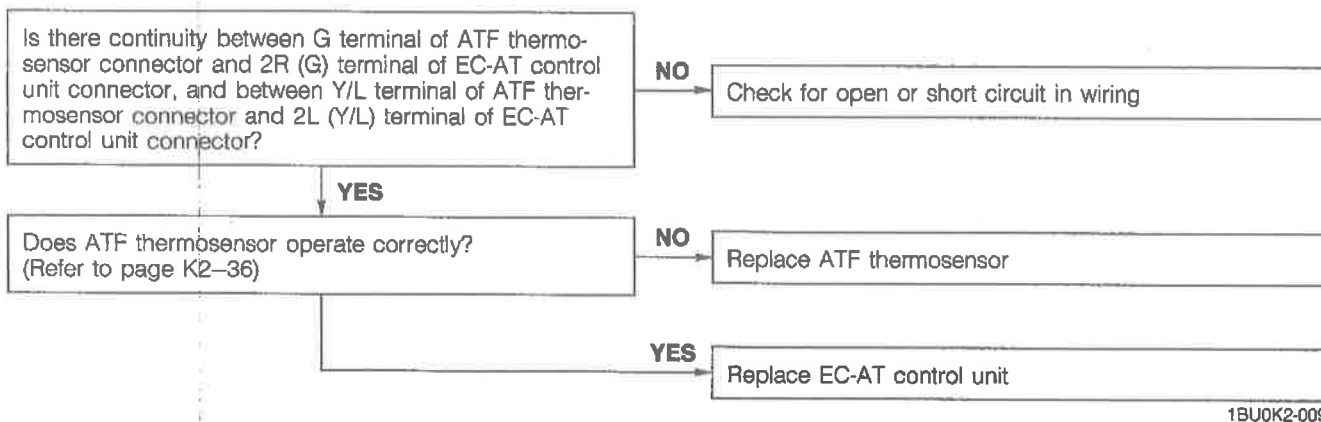 Is there continuity between G terminal of ATF thermo-
sensor connector and 2R (G) terminal of EC-AT control
unit connector, and between Y/L terminal of ATF ther-
mosensor connector and 2L (Y/L) terminal of EC-AT
control unit connector?
NO
Check for open or short circuit in wiring
YES
Does ATF thermosensor operate correctly?
(Refer to page K2–36)
NO
Replace ATF thermosensor
YES
Replace EC-AT control unit
1BU0K2-009